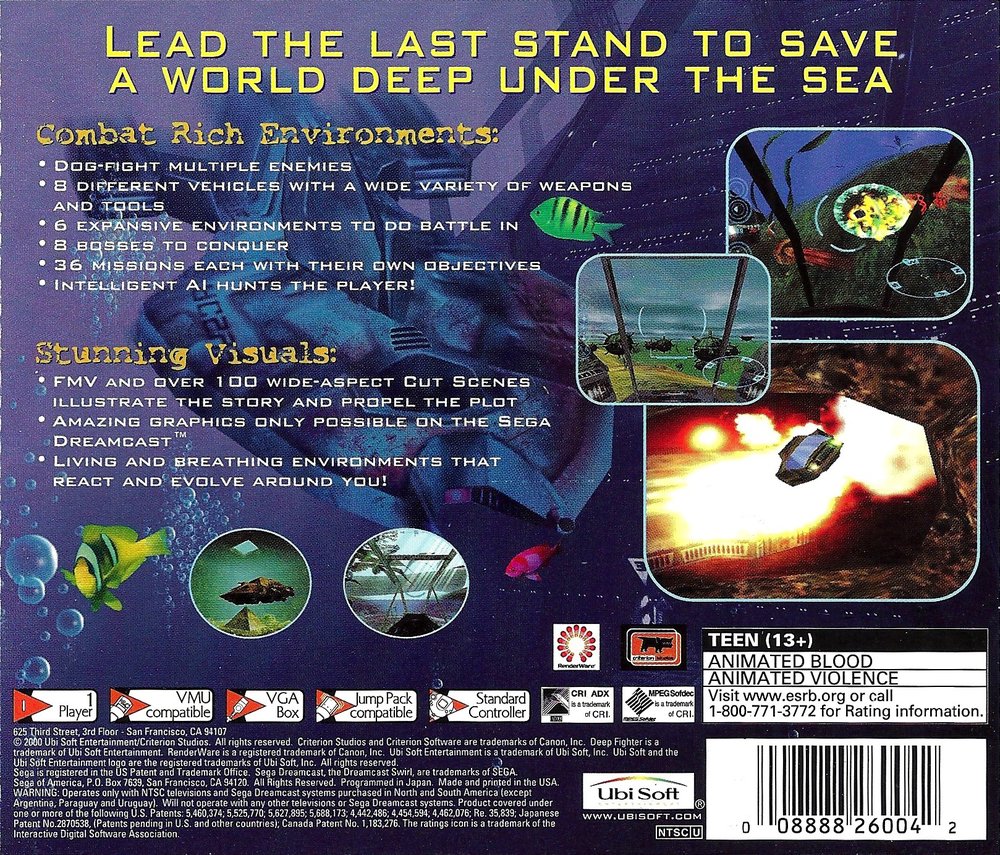 LEAD THE LAST STAND TO SAVE
A WORLD DEEP UNDER THE SEA
Combat Rich Environments:
• DOG-FIGHT MULTIPLE ENEMIES
• 8 DIFFERENT VEHICLES WITH A WIDE VARIETY OF WEAPONS
AND TOOLS
• 6 EXPANSIVE ENVIRONMENTS TO DO BATTLE IN
• 8 BOSSES TO CONQUER
• 36 MISSIONS EACH WITH THEIR OWN OBJECTIVES
• INTELLIGENT AI HUNTS THE PLAYER!
Stunning Visuals:
• FMV AND OVER 100 WIDE-ASPECT CUT SCENES
ILLUSTRATE THE STORY AND PROPEL THE PLOT
• AMAZING GRAPHICS ONLY POSSIBLE ON THE SEGA
DREAMCAST™
• LIVING AND BREATHING ENVIRONMENTS THAT
REACT AND EVOLVE AROUND YOU!
RenderWare®
criterion studios
TEEN (13+)
ANIMATED BLOOD
ANIMATED VIOLENCE
Visit www.esrb.org or call
1-800-771-3772 for Rating information.
1
Player
VMU
compatible
VGA
Box
Jump Pack
compatible
Standard
Controller
CRI ADX
is a trademark
of CRI.
MPEG Sofdec
is a trademark
of CRI.
625 Third Street, 3rd Floor - San Francisco, CA 94107
© 2000 Ubi Soft Entertainment/Criterion Studios. All rights reserved. Criterion Studios and Criterion Software are trademarks of Canon, Inc. Deep Fighter is a
trademark of Ubi Soft Entertainment. RenderWare is a registered trademark of Canon, Inc. Ubi Soft Entertainment is a trademark of Ubi Soft, Inc. Ubi Soft and the
Ubi Soft Entertainment logo are the registered trademarks of Ubi Soft, Inc. All rights reserved.
Sega is registered in the US Patent and Trademark Office. Sega Dreamcast, the Dreamcast Swirl, are trademarks of SEGA.
Sega of America, P.O. Box 7639, San Francisco, CA 94120. All Rights Reserved. Programmed in Japan. Made and printed in the USA.
WARNING: Operates only with NTSC televisions and Sega Dreamcast systems purchased in North and South America (except
Argentina, Paraguay and Uruguay). Will not operate with any other televisions or Sega Dreamcast systems. Product covered under
one or more of the following U.S. Patents: 5,460,374; 5,525,770; 5,627,895; 5,688,173; 4,442,486; 4,454,594; 4,462,076; Re. 35,839; Japanese
Patent No.2870538, (Patents pending in U.S. and other countries); Canada Patent No. 1,183,276. The ratings icon is a trademark of the
Interactive Digital Software Association.
Ubi Soft
ENTERTAINMENT
®
WWW.UBISOFT.COM
NTSC U
0 08888 26004 2